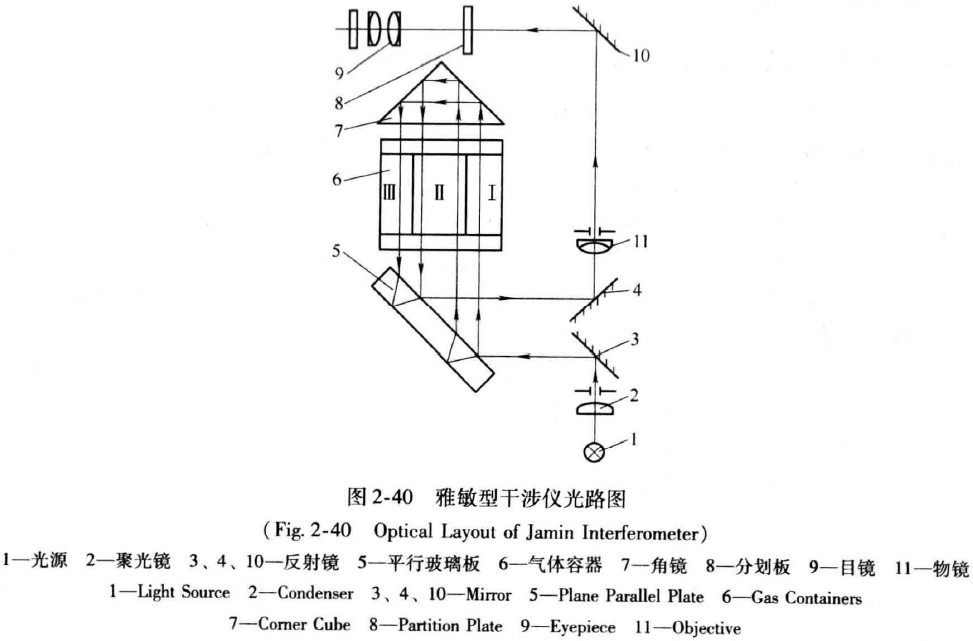 10
9
8
7
6
Ⅲ Ⅱ Ⅰ
11
5
4
3
2
1
图2-40 雅敏型干涉仪光路图
(Fig. 2-40 Optical Layout of Jamin Interferometer)
1—光源 2—聚光镜 3、4、10—反射镜 5—平行玻璃板 6—气体容器 7—角镜 8—分划板 9—目镜 11—物镜
1—Light Source 2—Condenser 3、4、10—Mirror 5—Plane Parallel Plate 6—Gas Containers
7—Corner Cube 8—Partition Plate 9—Eyepiece 11—Objective